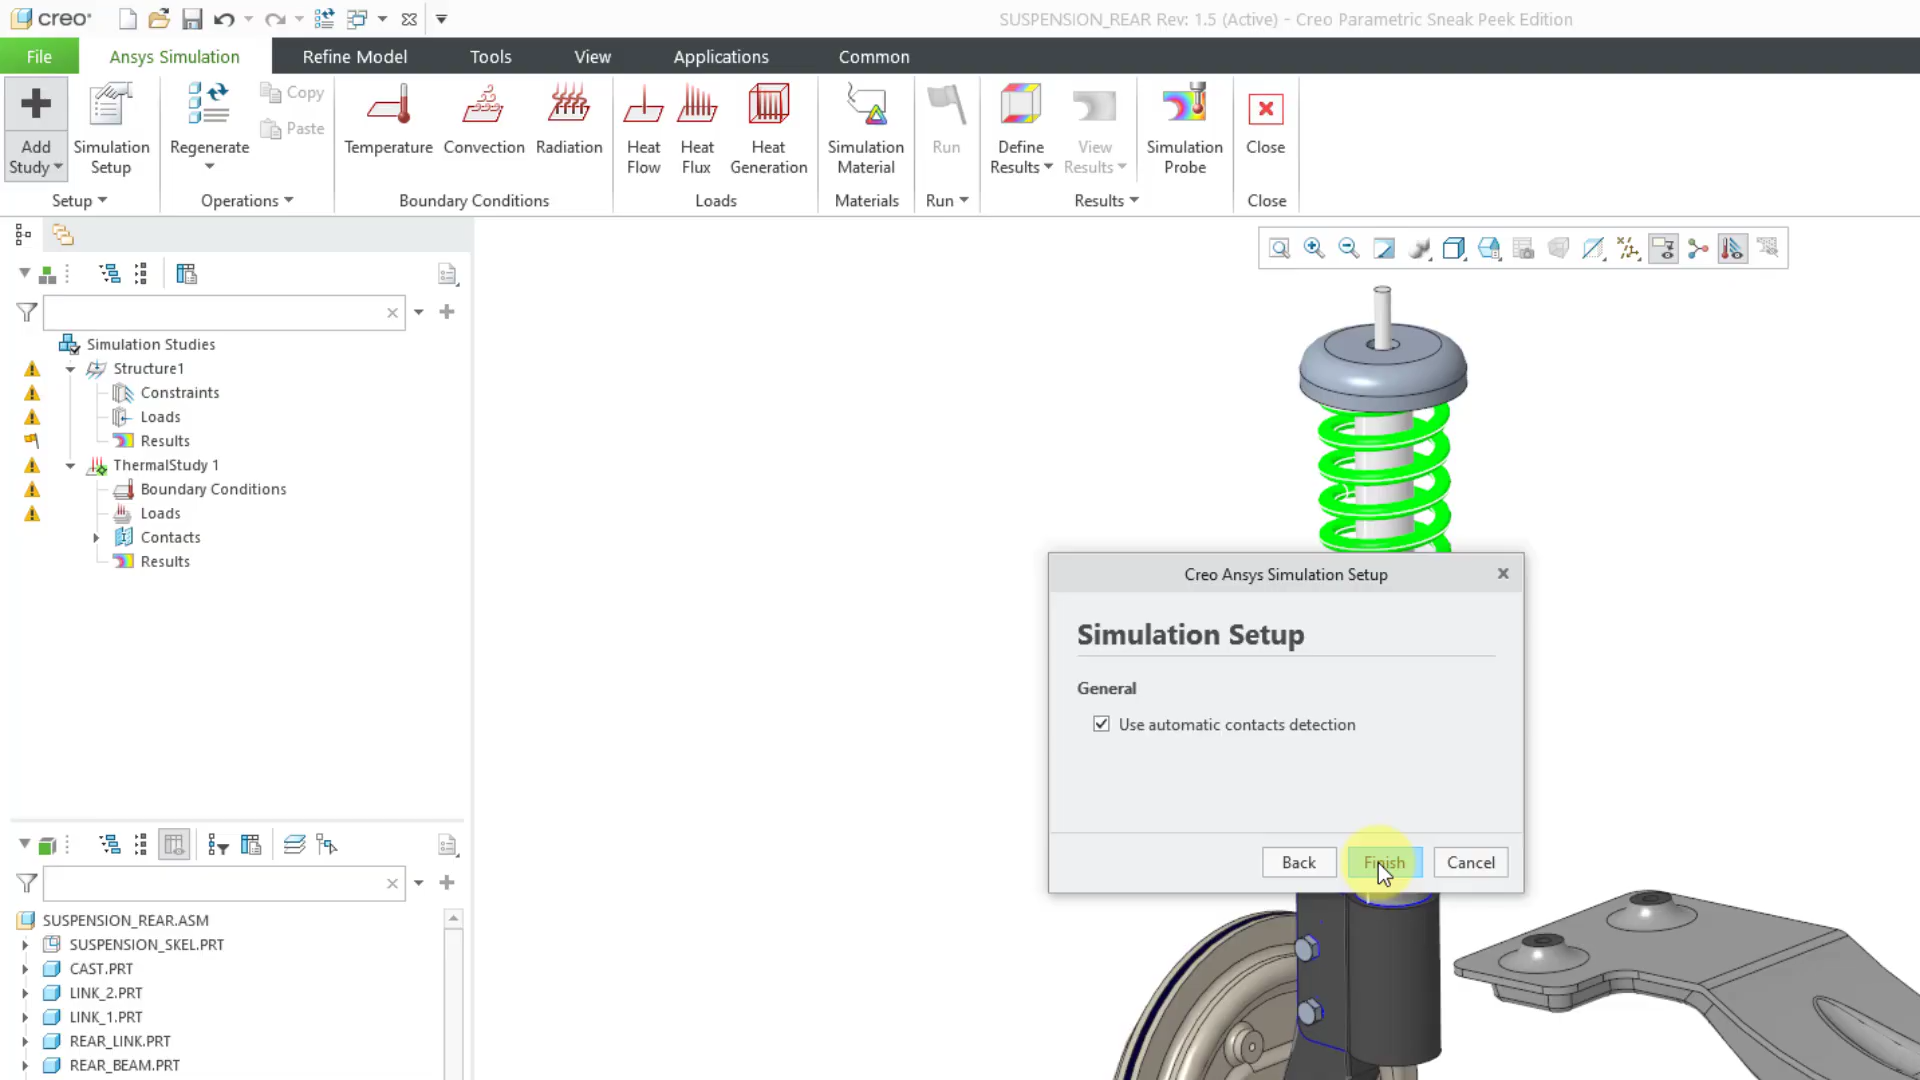 creo®
SUSPENSION_REAR Rev: 1.5 (Active) - Creo Parametric Sneak Peek Edition
File
Ansys Simulation
Refine Model
Tools
View
Applications
Common
Add Study
Simulation Setup
Regenerate
Copy
Paste
Temperature
Convection
Radiation
Heat Flow
Heat Flux
Heat Generation
Simulation Material
Run
Define Results
View Results
Simulation Probe
Close
Setup
Operations
Boundary Conditions
Loads
Materials
Run
Results
Close
Simulation Studies
Structure1
Constraints
Loads
Results
ThermalStudy 1
Boundary Conditions
Loads
Contacts
Results
Creo Ansys Simulation Setup
Simulation Setup
General
Use automatic contacts detection
Back
Finish
Cancel
SUSPENSION_REAR.ASM
SUSPENSION_SKEL.PRT
CAST.PRT
LINK_2.PRT
LINK_1.PRT
REAR_LINK.PRT
REAR_BEAM.PRT